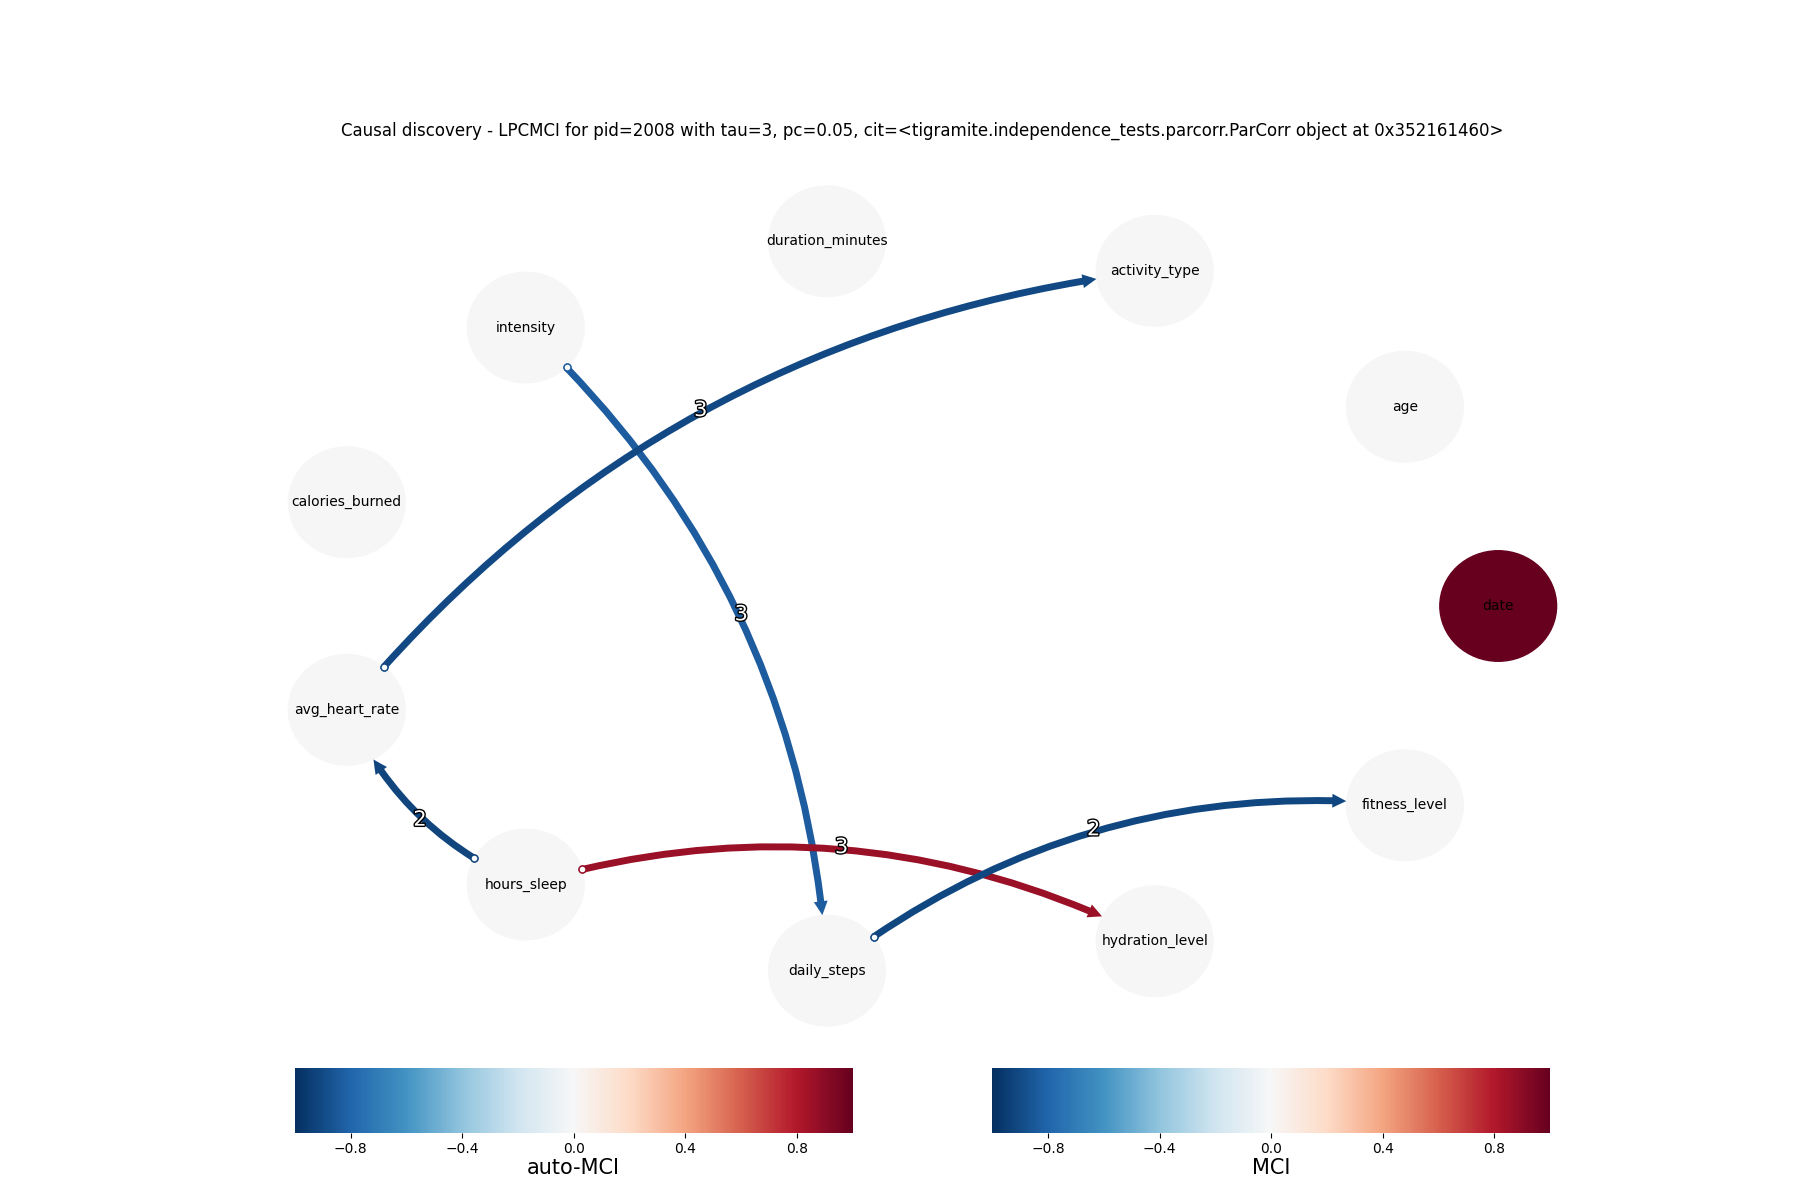 Causal discovery - LPCMCI for pid=2008 with tau=3, pc=0.05, cit=<tigramite.independence_tests.parcorr.ParCorr object at 0x352161460>
duration_minutes
activity_type
intensity
age
3
calories_burned
date
3
avg_heart_rate
fitness_level
2
2
3
hours_sleep
hydration_level
daily_steps
−0.8 −0.4 0.0 0.4 0.8
auto-MCI
−0.8 −0.4 0.0 0.4 0.8
MCI